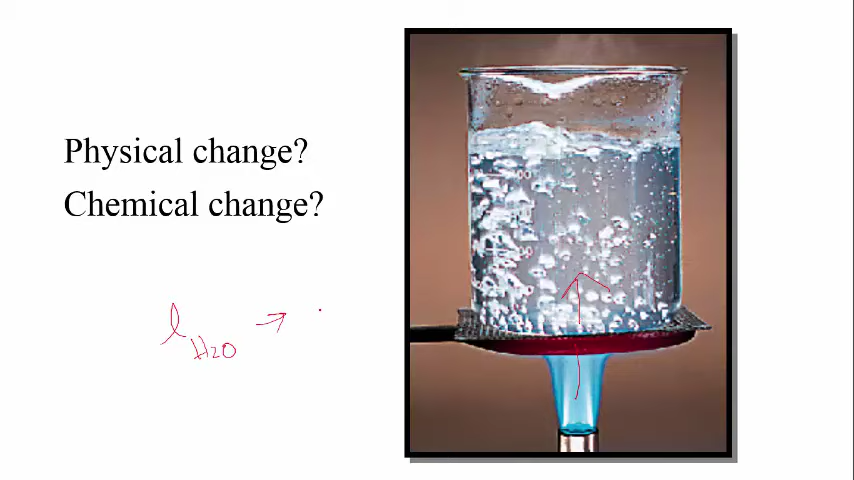 Physical change?
Chemical change?
l H2O →